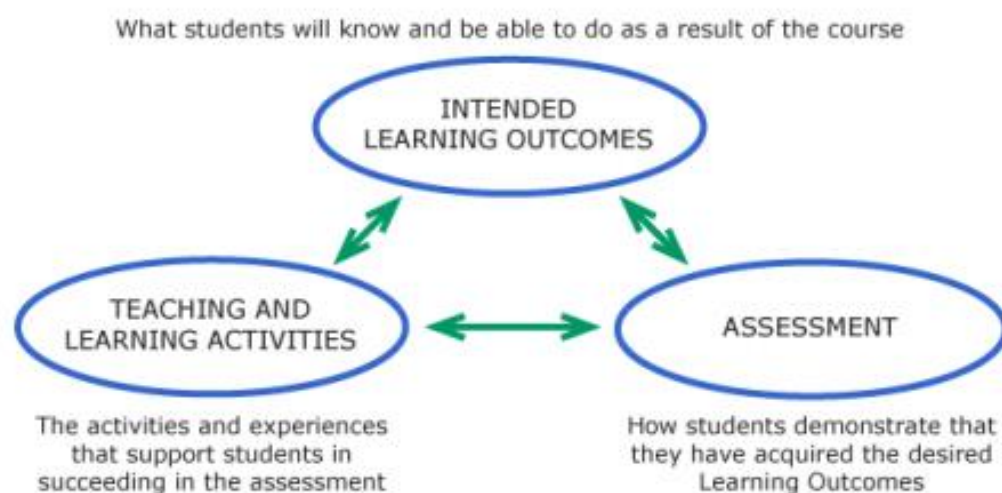 What students will know and be able to do as a result of the course
INTENDED
LEARNING OUTCOMES
TEACHING AND
LEARNING ACTIVITIES
ASSESSMENT
The activities and experiences
that support students in
succeeding in the assessment
How students demonstrate that
they have acquired the desired
Learning Outcomes